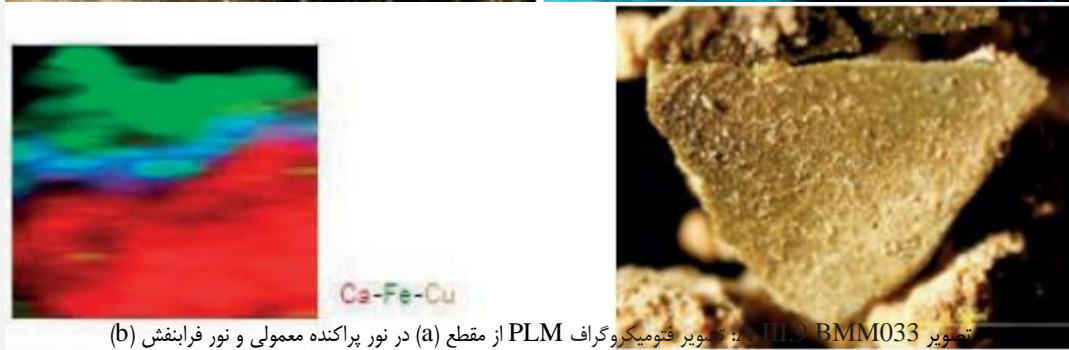 Ca-Fe-Cu
تصویر A.III.9 BMM033: تصویر فتومیکروگراف PLM از مقطع (a) در نور پراکنده معمولی و نور فرابنفش (b)